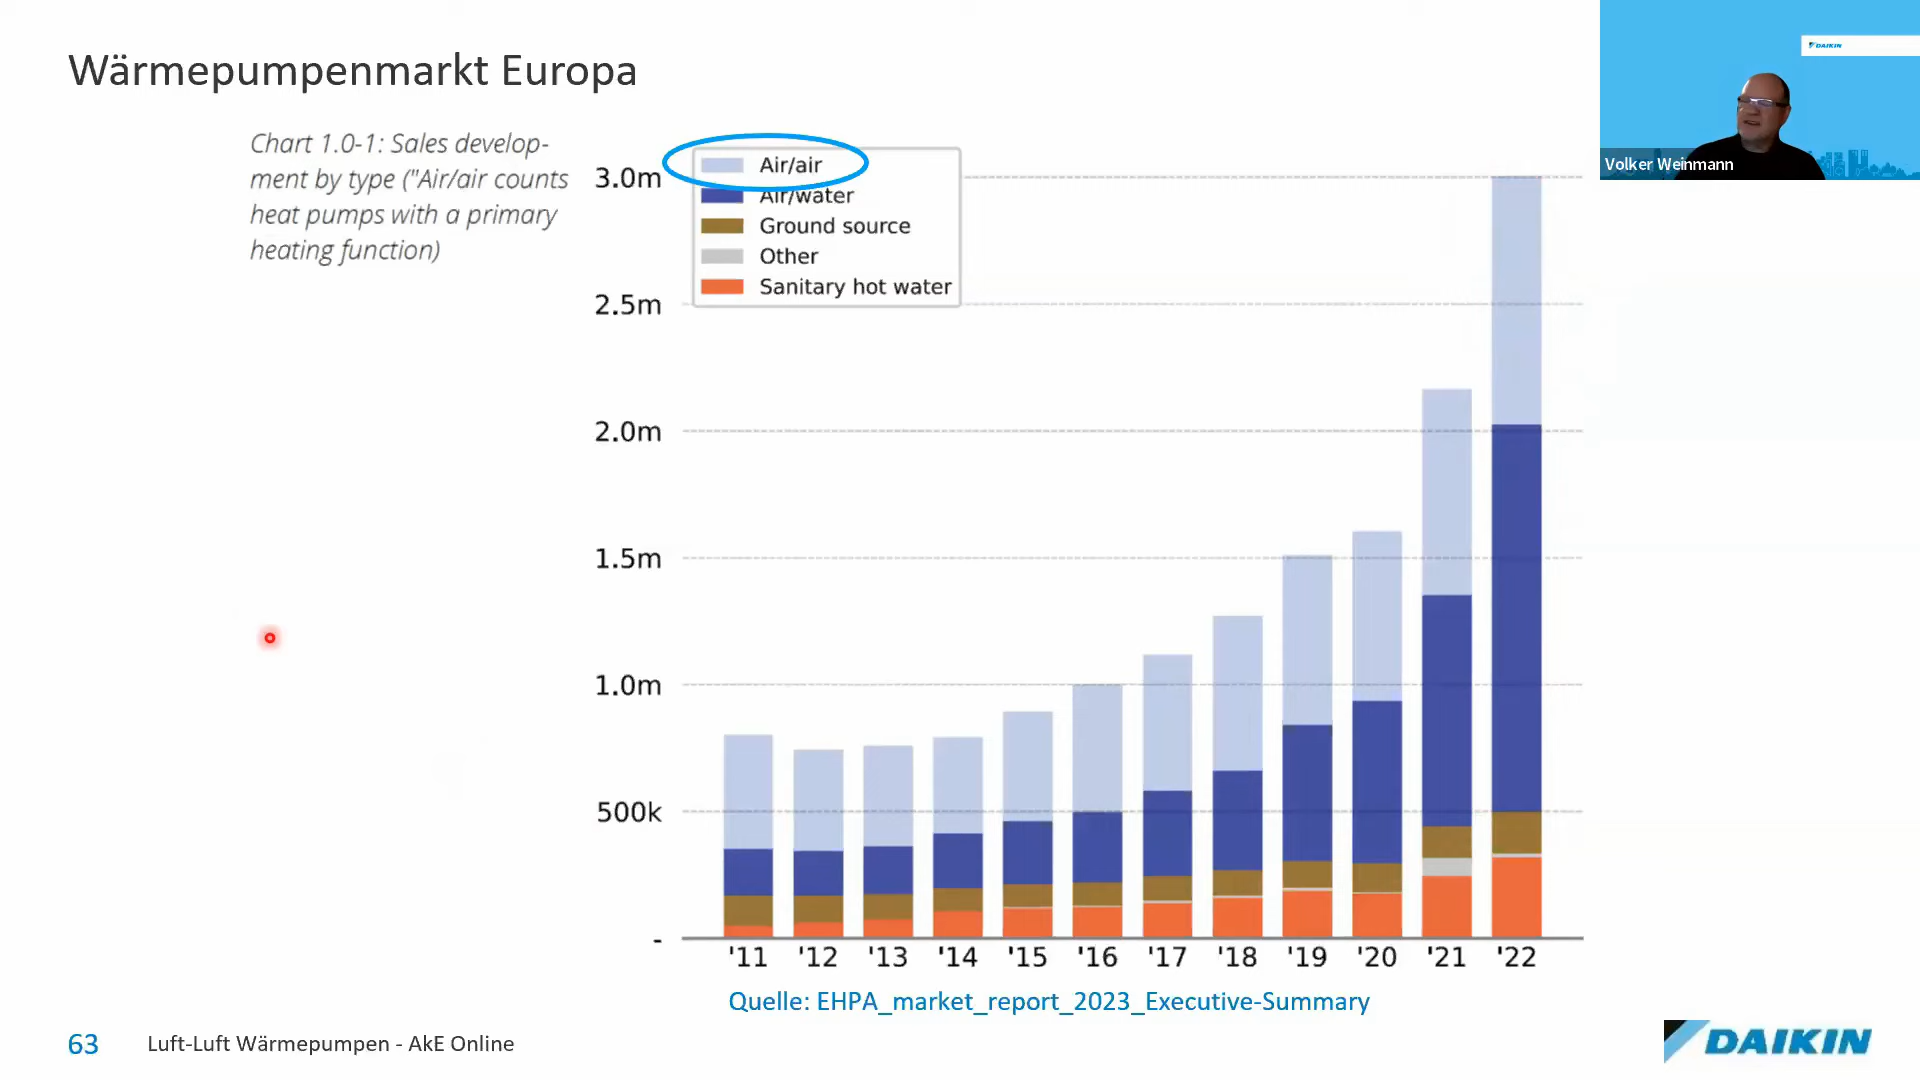 Wärmepumpenmarkt Europa
DAIKIN
Volker Weinmann
Chart 1.0-1: Sales develop-
ment by type ("Air/air counts
heat pumps with a primary
heating function)
Air/air
Air/water
Ground source
Other
Sanitary hot water
3.0m
2.5m
2.0m
1.5m
1.0m
500k
-
'11 '12 '13 '14 '15 '16 '17 '18 '19 '20 '21 '22
Quelle: EHPA_market_report_2023_Executive-Summary
63 Luft-Luft Wärmepumpen - AkE Online
DAIKIN